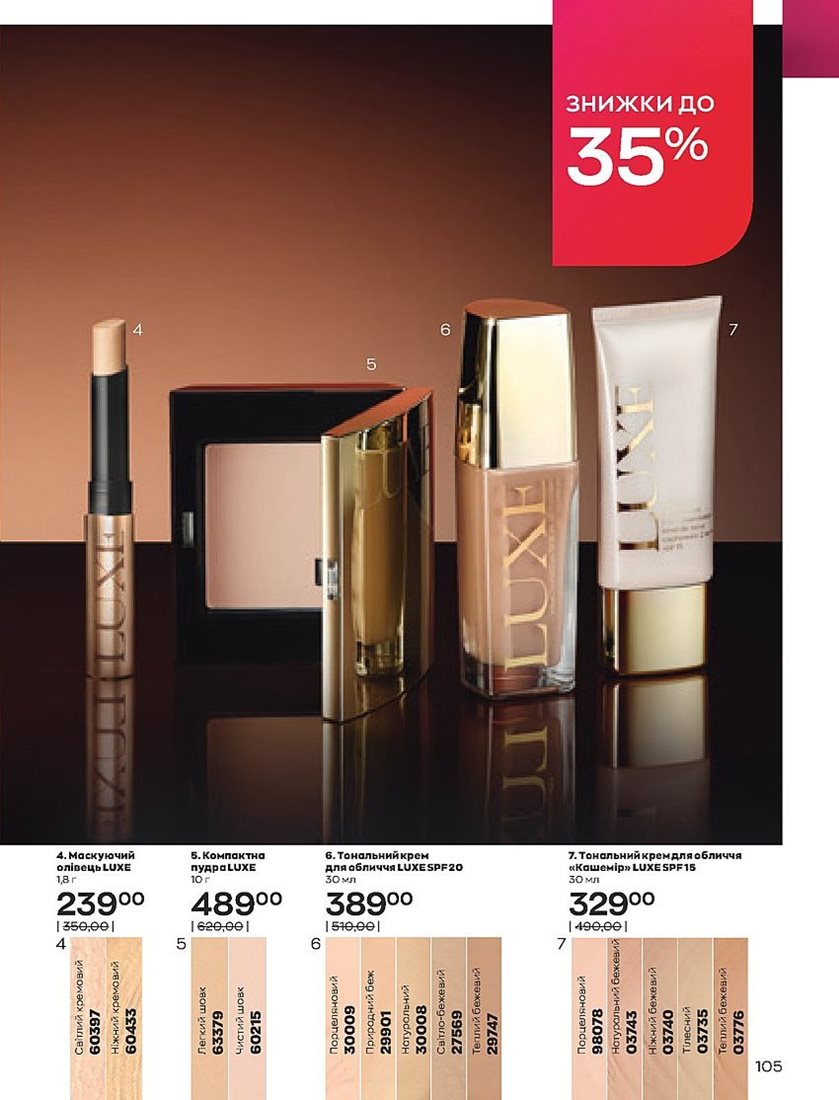 ЗНИЖКИ ДО
35%
4
5
6
7
LUXE
LUXE
LUXE
4. Маскуючий
олівець LUXE
1,8 г
239⁰⁰
| 350,00 |
5. Компактна
пудра LUXE
10 г
489⁰⁰
| 620,00 |
6. Тональний крем
для обличчя LUXE SPF 20
30 мл
389⁰⁰
| 510,00 |
7. Тональний крем для обличчя
«Кашемір» LUXE SPF 15
30 мл
329⁰⁰
| 490,00 |
4
Світлий кремовий
60397
Ніжний кремовий
60433
5
Легкий шовк
63379
Чистий шовк
60215
6
Порцеляновий
30009
Природний беж
29901
Натуральний
30008
Світло-бежевий
27569
Теплий бежевий
29747
7
Порцеляновий
98078
Натуральний бежевий
03743
Ніжний бежевий
03740
Тілесний
03735
Теплий бежевий
03776
105